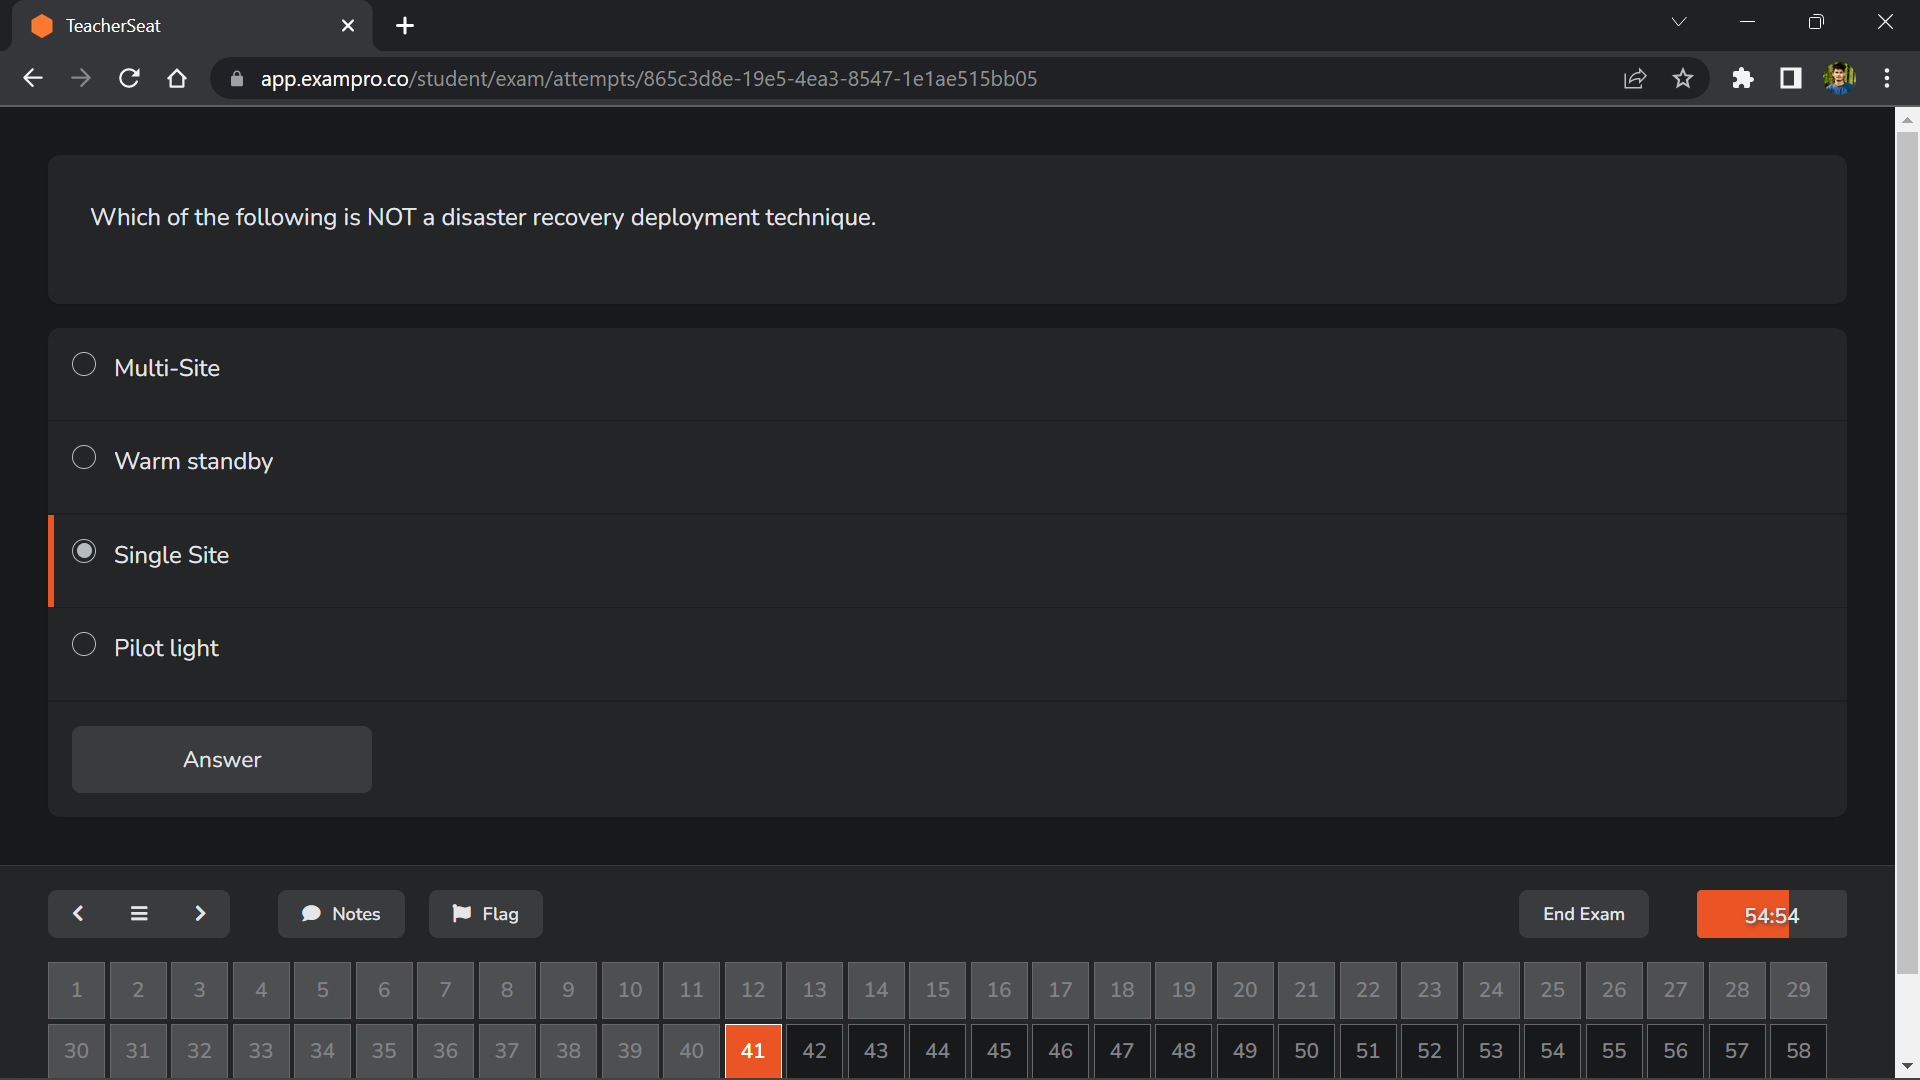 TeacherSeat
app.exampro.co/student/exam/attempts/865c3d8e-19e5-4ea3-8547-1e1ae515bb05
Which of the following is NOT a disaster recovery deployment technique.
Multi-Site
Warm standby
Single Site
Pilot light
Answer
Notes Flag End Exam 54:54
1 2 3 4 5 6 7 8 9 10 11 12 13 14 15 16 17 18 19 20 21 22 23 24 25 26 27 28 29
30 31 32 33 34 35 36 37 38 39 40 41 42 43 44 45 46 47 48 49 50 51 52 53 54 55 56 57 58